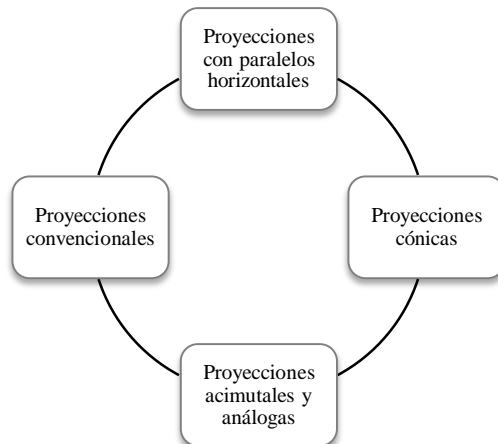 Proyecciones
con paralelos
horizontales
Proyecciones
convencionales
Proyecciones
cónicas
Proyecciones
acimutales y
análogas